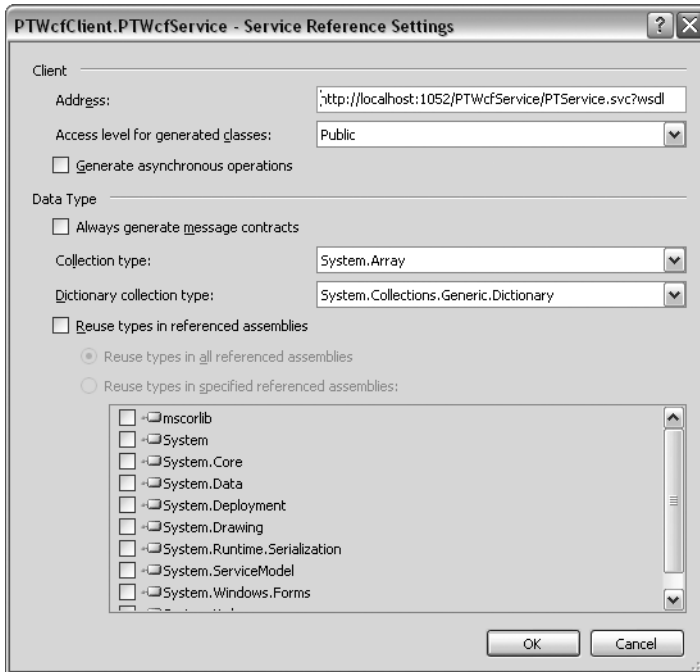 PTWcfClient.PTWcfService - Service Reference Settings
Client
Address: http://localhost:1052/PTWcfService/PTService.svc?wsdl
Access level for generated classes: Public
Generate asynchronous operations
Data Type
Always generate message contracts
Collection type: System.Array
Dictionary collection type: System.Collections.Generic.Dictionary
Reuse types in referenced assemblies
Reuse types in all referenced assemblies
Reuse types in specified referenced assemblies:
mscorlib
System
System.Core
System.Data
System.Deployment
System.Drawing
System.Runtime.Serialization
System.ServiceModel
System.Windows.Forms
OK Cancel